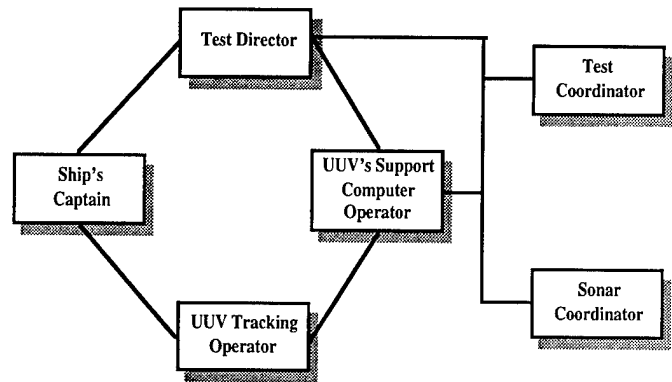 Test Director
Test
Coordinator
Ship's
Captain
UUV's Support
Computer
Operator
UUV Tracking
Operator
Sonar
Coordinator